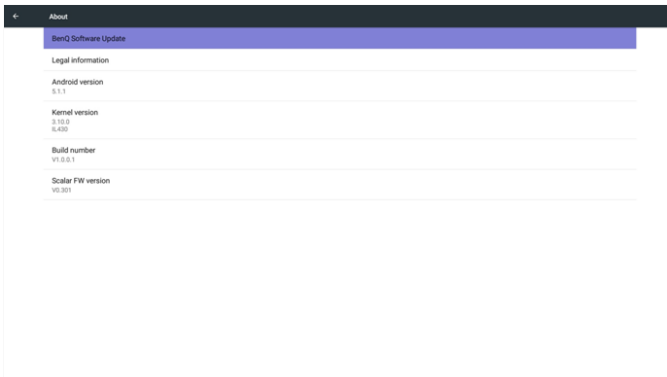 About
BenQ Software Update
Legal information
Android version
5.1.1
Kernel version
3.10.0
IL430
Build number
V1.0.0.1
Scalar FW version
V0.301